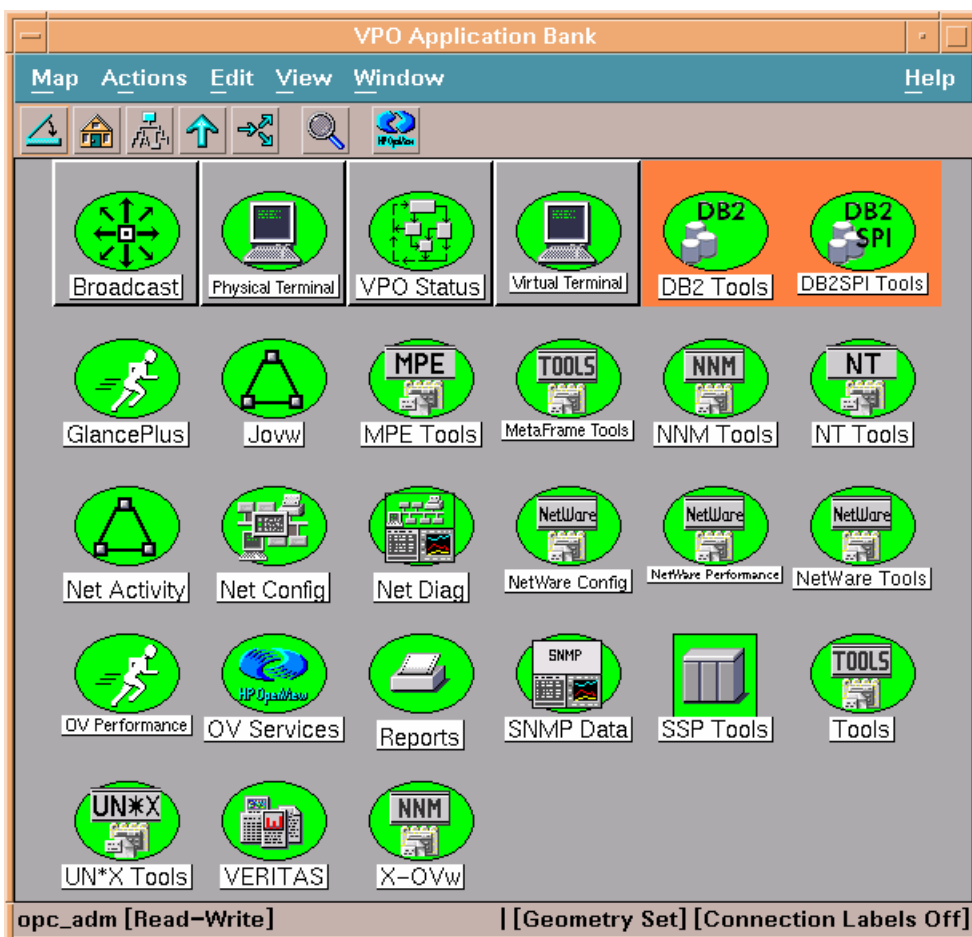 VPO Application Bank
Map Actions Edit View Window Help
HP OpenView
Broadcast
Physical Terminal
VPO Status
Virtual Terminal
DB2
DB2 Tools
DB2
SPI
DB2SPI Tools
GlancePlus
Jovw
MPE
MPE Tools
TOOLS
MetaFrame Tools
NNM
NNM Tools
NT
NT Tools
Net Activity
Net Config
Net Diag
NetWare
NetWare Config
NetWare
NetWare Performance
NetWare
NetWare Tools
OV Performance
HP OpenView
OV Services
Reports
SNMP
SNMP Data
SSP Tools
TOOLS
Tools
UN*X
UN*X Tools
VERITAS
NNM
X-OVw
opc_adm [Read-Write] [Geometry Set] [Connection Labels Off]